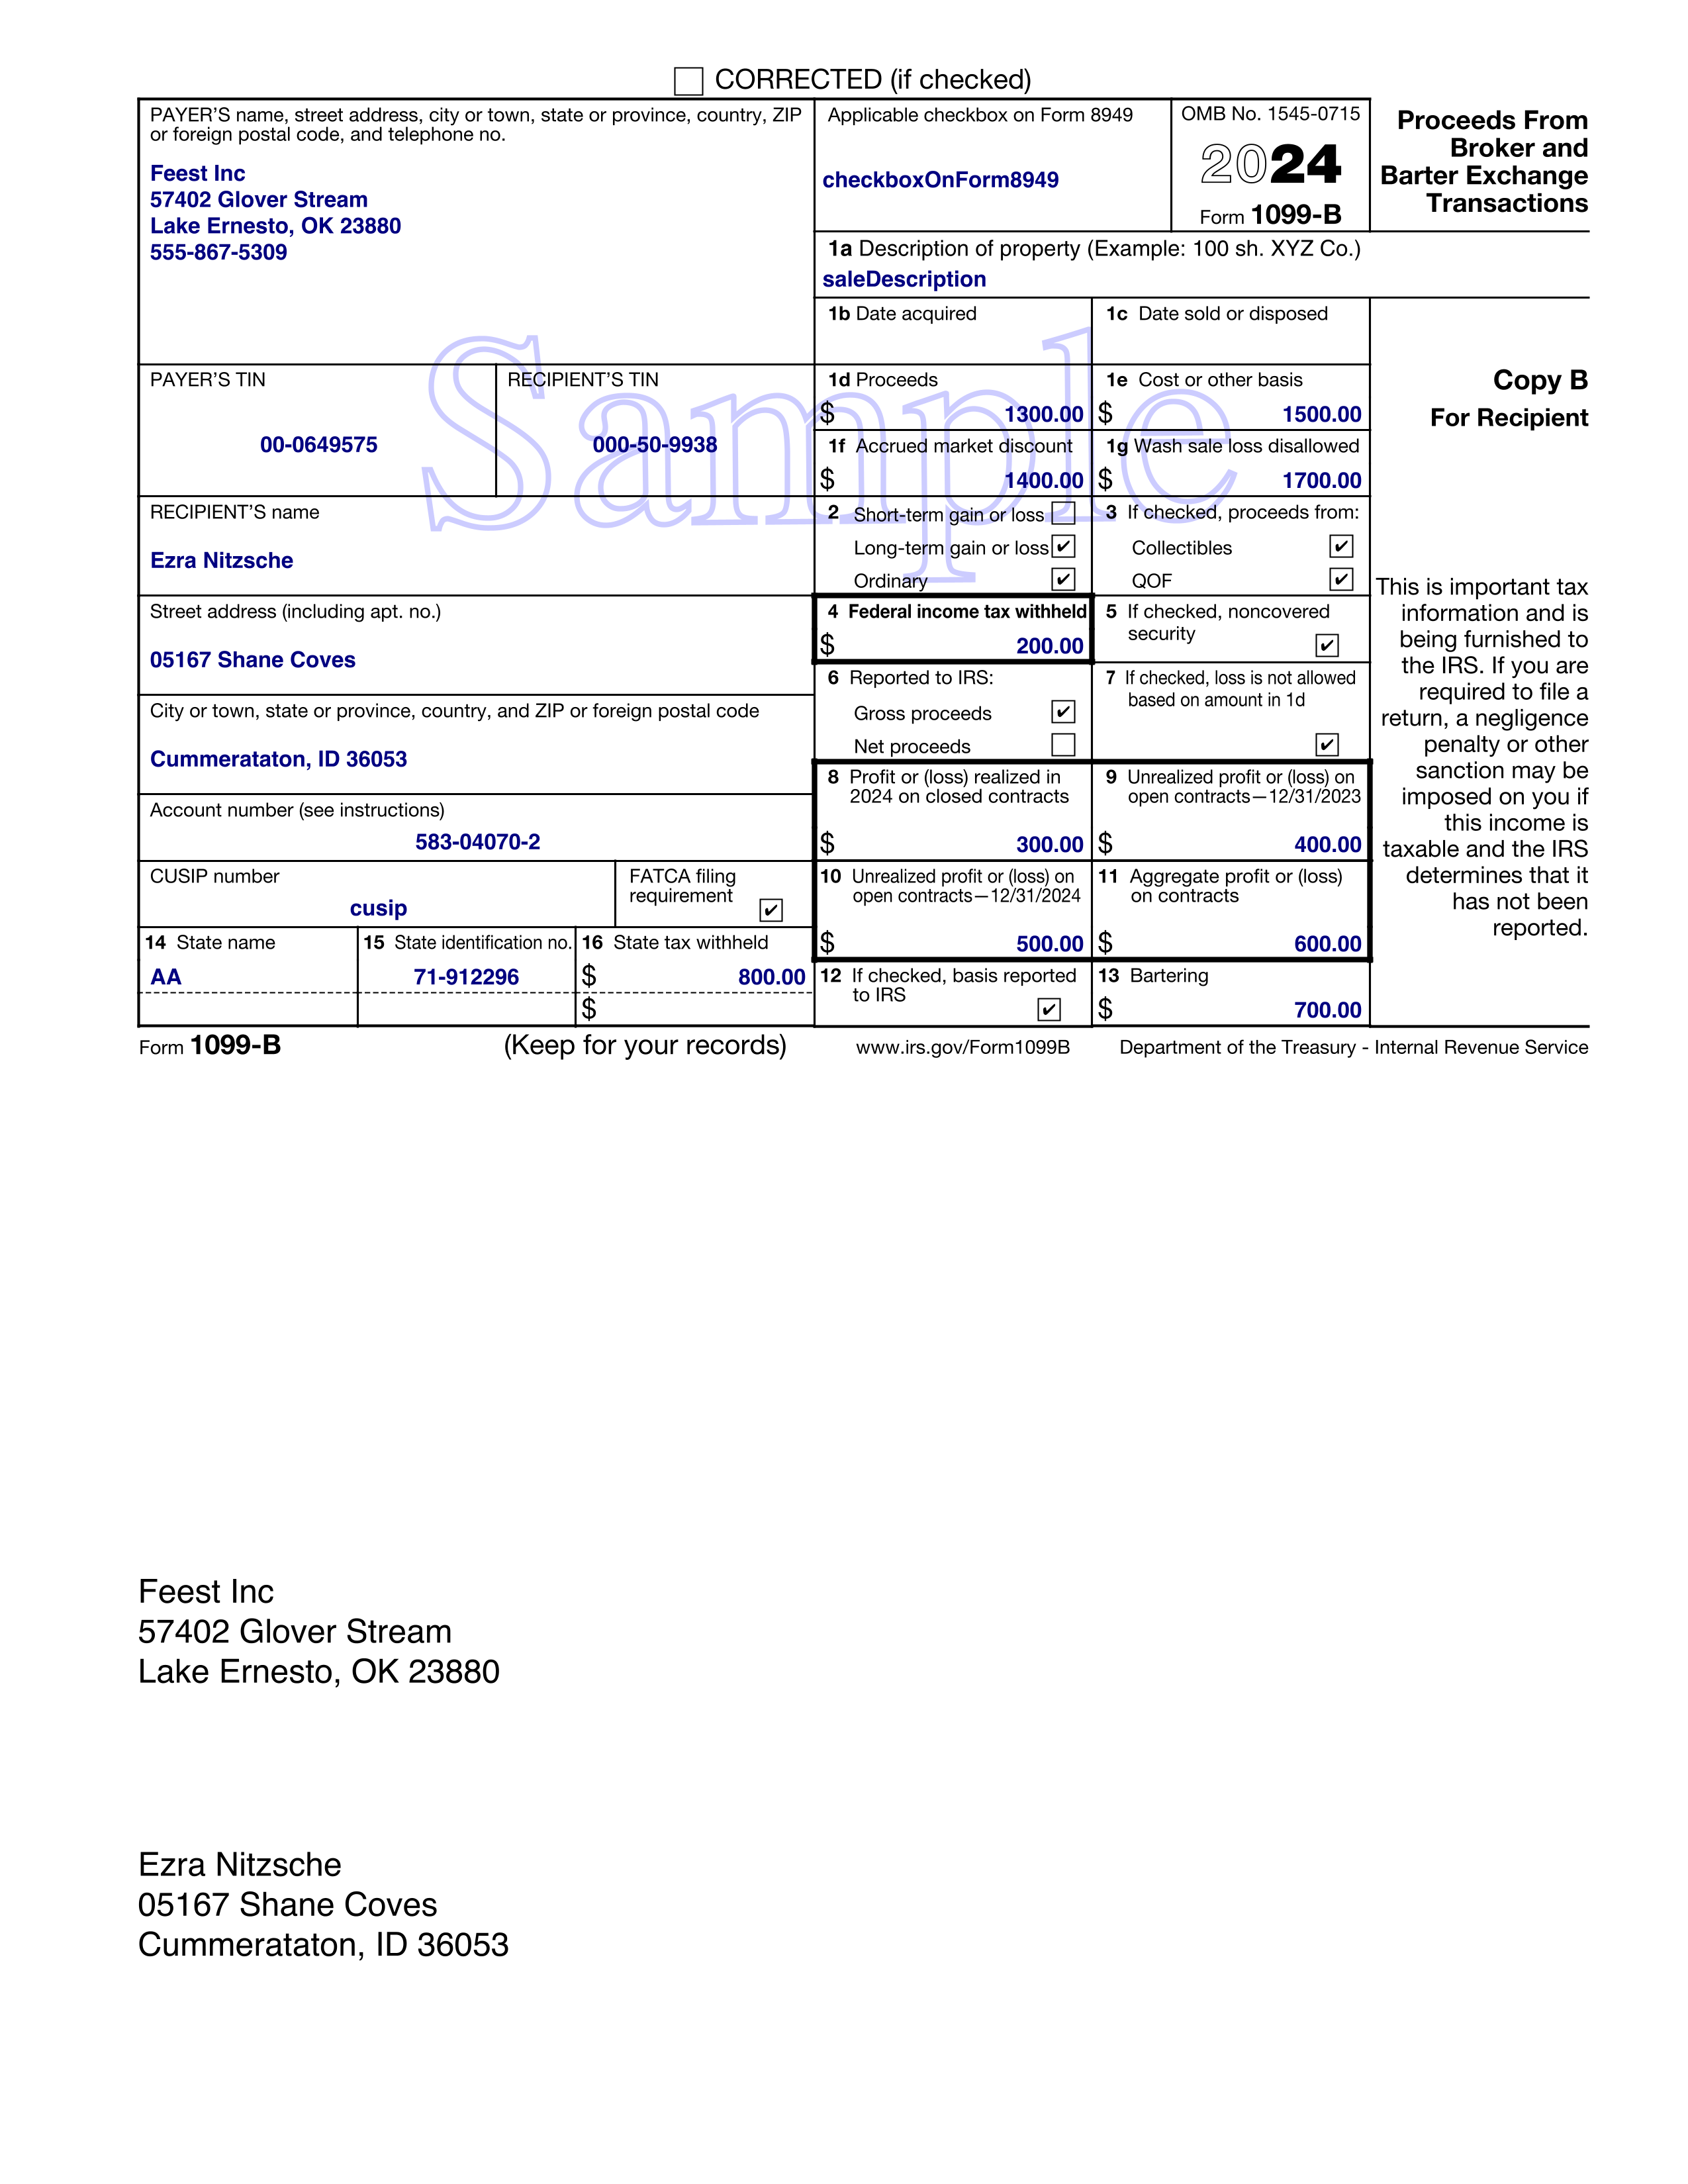 CORRECTED (if checked)
PAYER'S name, street address, city or town, state or province, country, ZIP
or foreign postal code, and telephone no.
Feest Inc
57402 Glover Stream
Lake Ernesto, OK 23880
555-867-5309
Applicable checkbox on Form 8949
checkboxOnForm8949
OMB No. 1545-0715
2024
Form 1099-B
Proceeds From
Broker and
Barter Exchange
Transactions
1a Description of property (Example: 100 sh. XYZ Co.)
saleDescription
1b Date acquired
1c Date sold or disposed
Sample
PAYER'S TIN
00-0649575
RECIPIENT'S TIN
000-50-9938
1d Proceeds
$ 1300.00
1e Cost or other basis
$ 1500.00
Copy B
For Recipient
1f Accrued market discount
$ 1400.00
1g Wash sale loss disallowed
$ 1700.00
RECIPIENT'S name
Ezra Nitzsche
2 Short-term gain or loss
Long-term gain or loss ✔
Ordinary ✔
3 If checked, proceeds from:
Collectibles ✔
QOF ✔
Street address (including apt. no.)
05167 Shane Coves
4 Federal income tax withheld
$ 200.00
5 If checked, noncovered
security ✔
City or town, state or province, country, and ZIP or foreign postal code
Cummerataton, ID 36053
6 Reported to IRS:
Gross proceeds ✔
Net proceeds
7 If checked, loss is not allowed
based on amount in 1d
✔
This is important tax
information and is
being furnished to
the IRS. If you are
required to file a
return, a negligence
penalty or other
sanction may be
imposed on you if
this income is
taxable and the IRS
determines that it
has not been
reported.
Account number (see instructions)
583-04070-2
8 Profit or (loss) realized in
2024 on closed contracts
$ 300.00
9 Unrealized profit or (loss) on
open contracts—12/31/2023
$ 400.00
CUSIP number
cusip
FATCA filing
requirement ✔
10 Unrealized profit or (loss) on
open contracts—12/31/2024
$ 500.00
11 Aggregate profit or (loss)
on contracts
$ 600.00
14 State name
AA
15 State identification no.
71-912296
16 State tax withheld
$ 800.00
$
12 If checked, basis reported
to IRS ✔
13 Bartering
$ 700.00
Form 1099-B
(Keep for your records)
www.irs.gov/Form1099B
Department of the Treasury - Internal Revenue Service
Feest Inc
57402 Glover Stream
Lake Ernesto, OK 23880
Ezra Nitzsche
05167 Shane Coves
Cummerataton, ID 36053